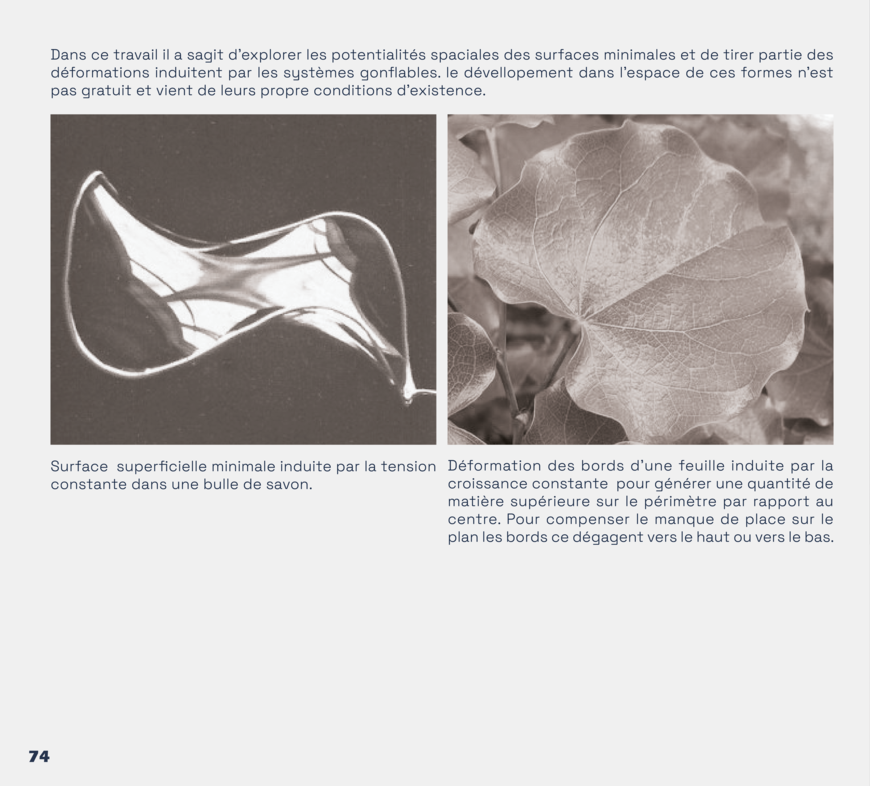 Dans ce travail il a sagit d'explorer les potentialités spaciales des surfaces minimales et de tirer partie des
déformations induitent par les systèmes gonflables. le dévellopement dans l'espace de ces formes n'est
pas gratuit et vient de leurs propre conditions d'existence.
Surface superficielle minimale induite par la tension
constante dans une bulle de savon.
Déformation des bords d'une feuille induite par la
croissance constante pour générer une quantité de
matière supérieure sur le périmètre par rapport au
centre. Pour compenser le manque de place sur le
plan les bords ce dégagent vers le haut ou vers le bas.
74